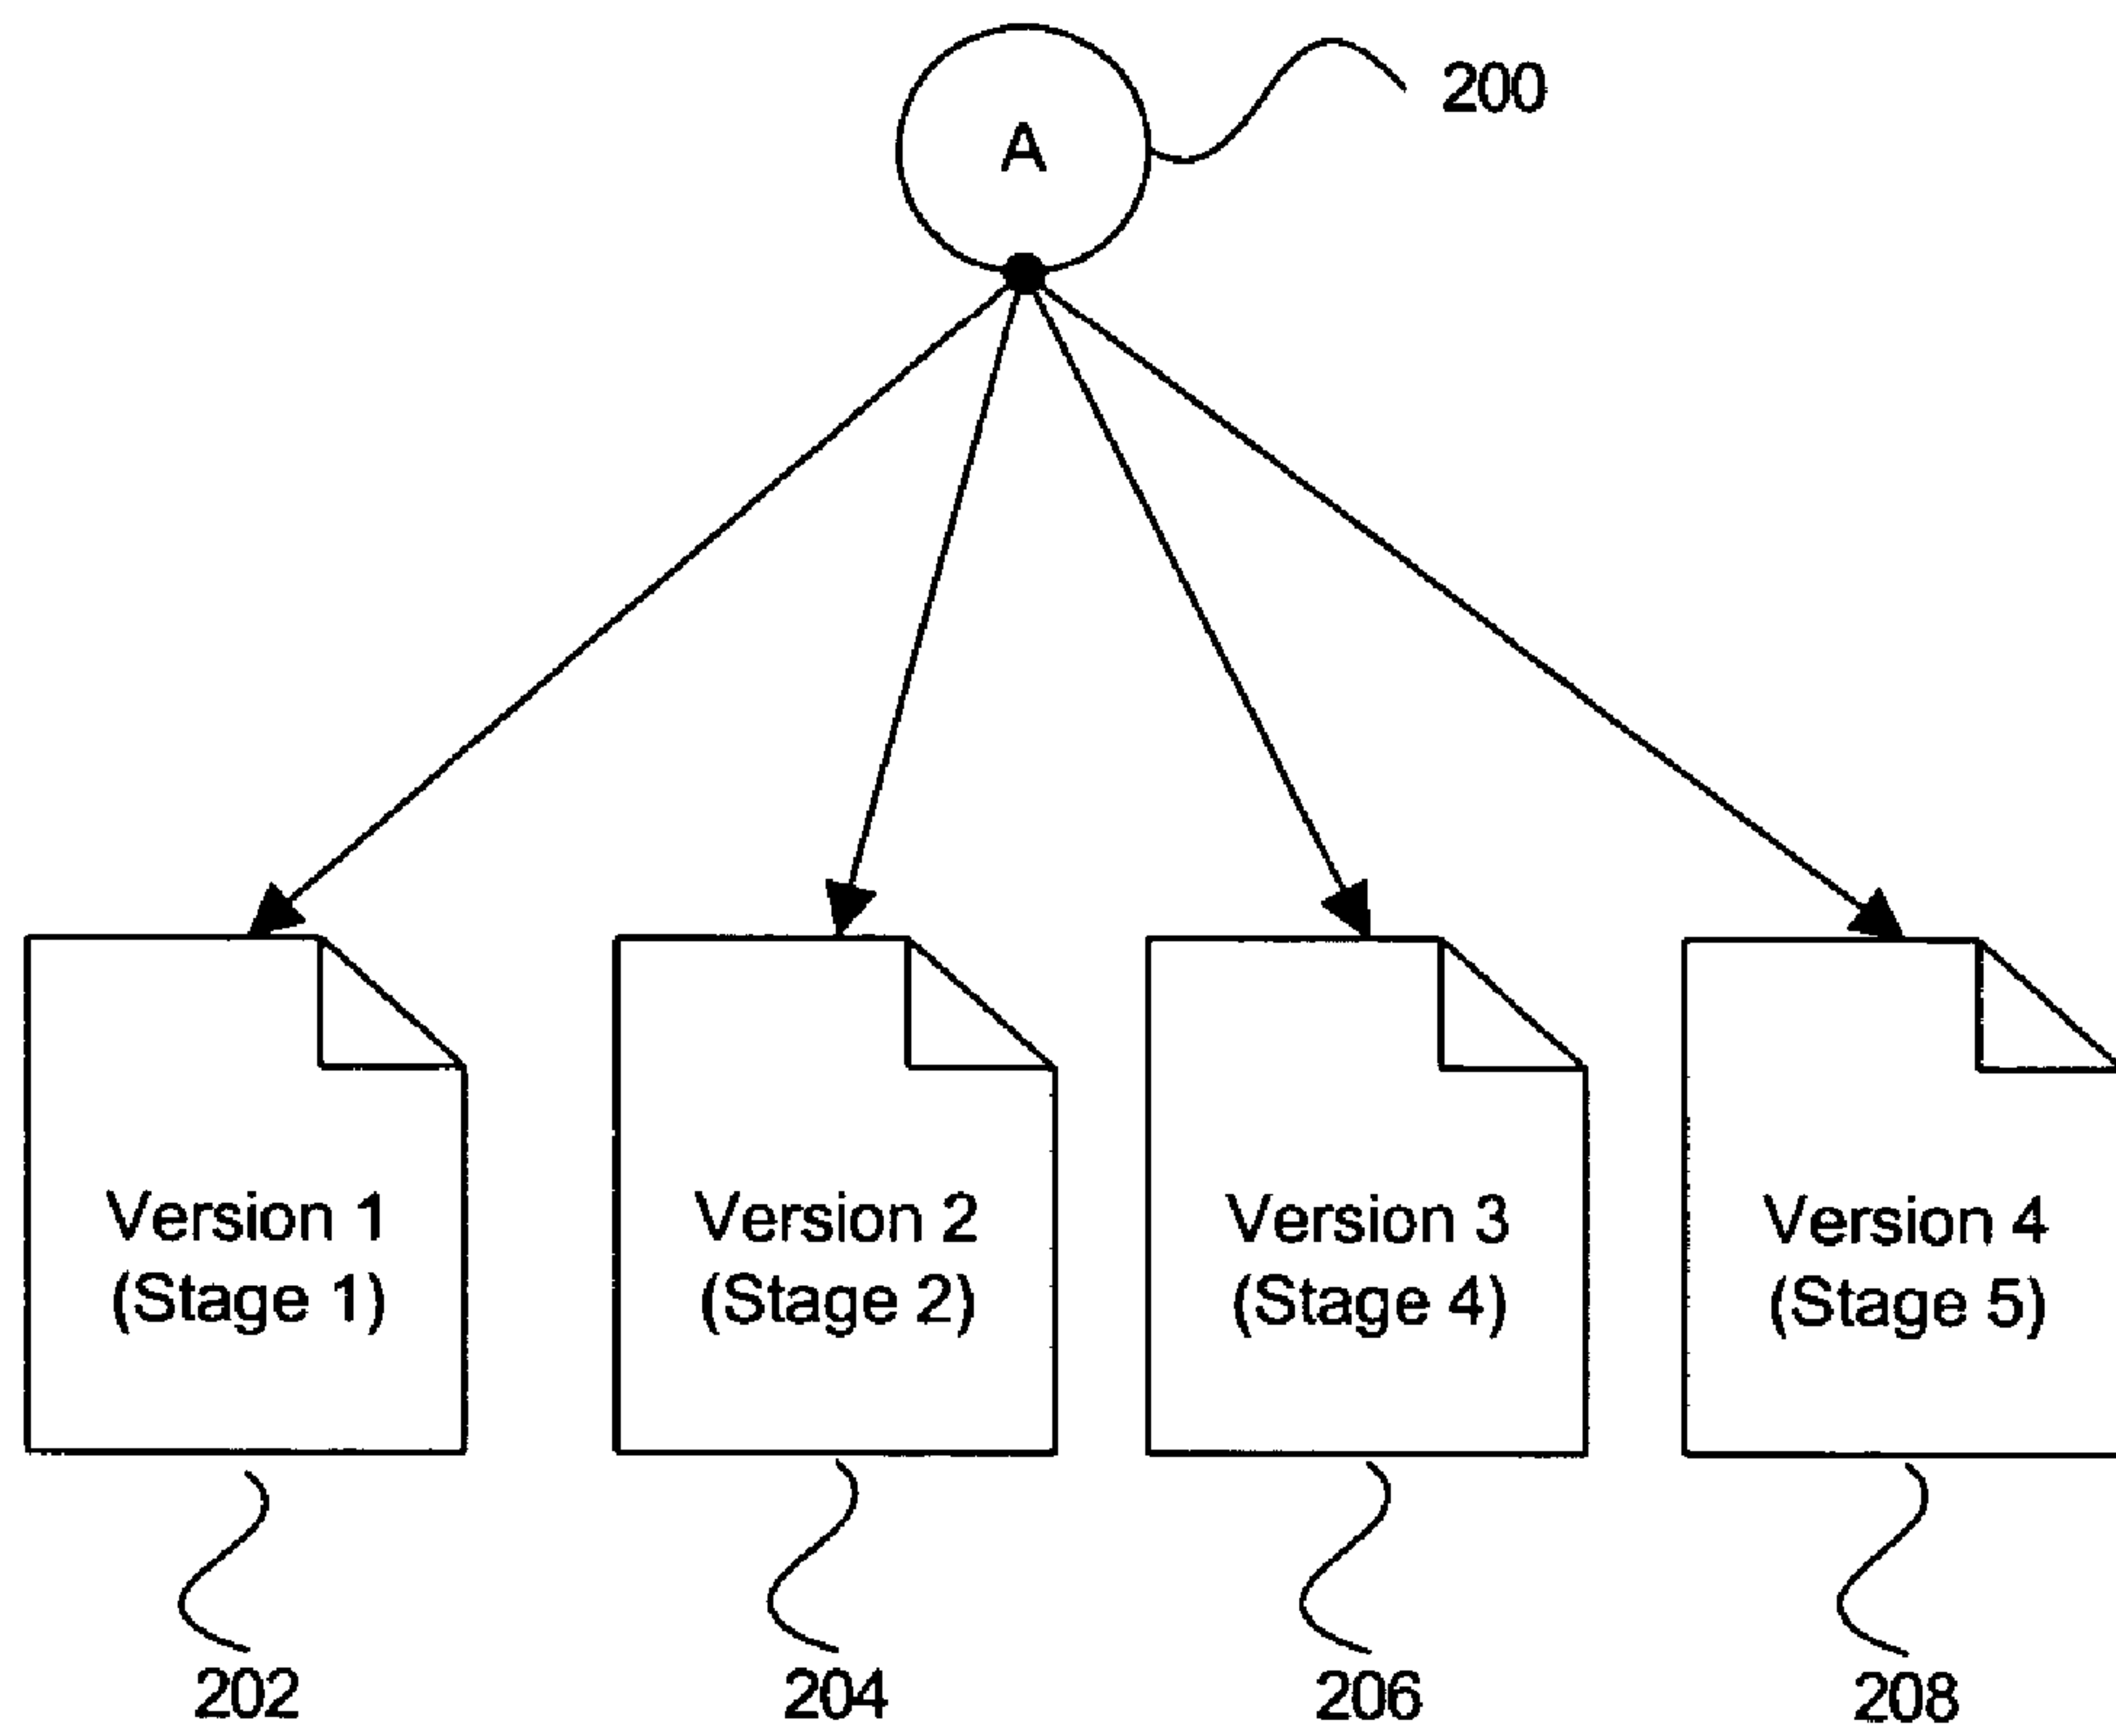 A
200
Version 1
(Stage 1)
Version 2
(Stage 2)
Version 3
(Stage 4)
Version 4
(Stage 5)
202
204
206
208